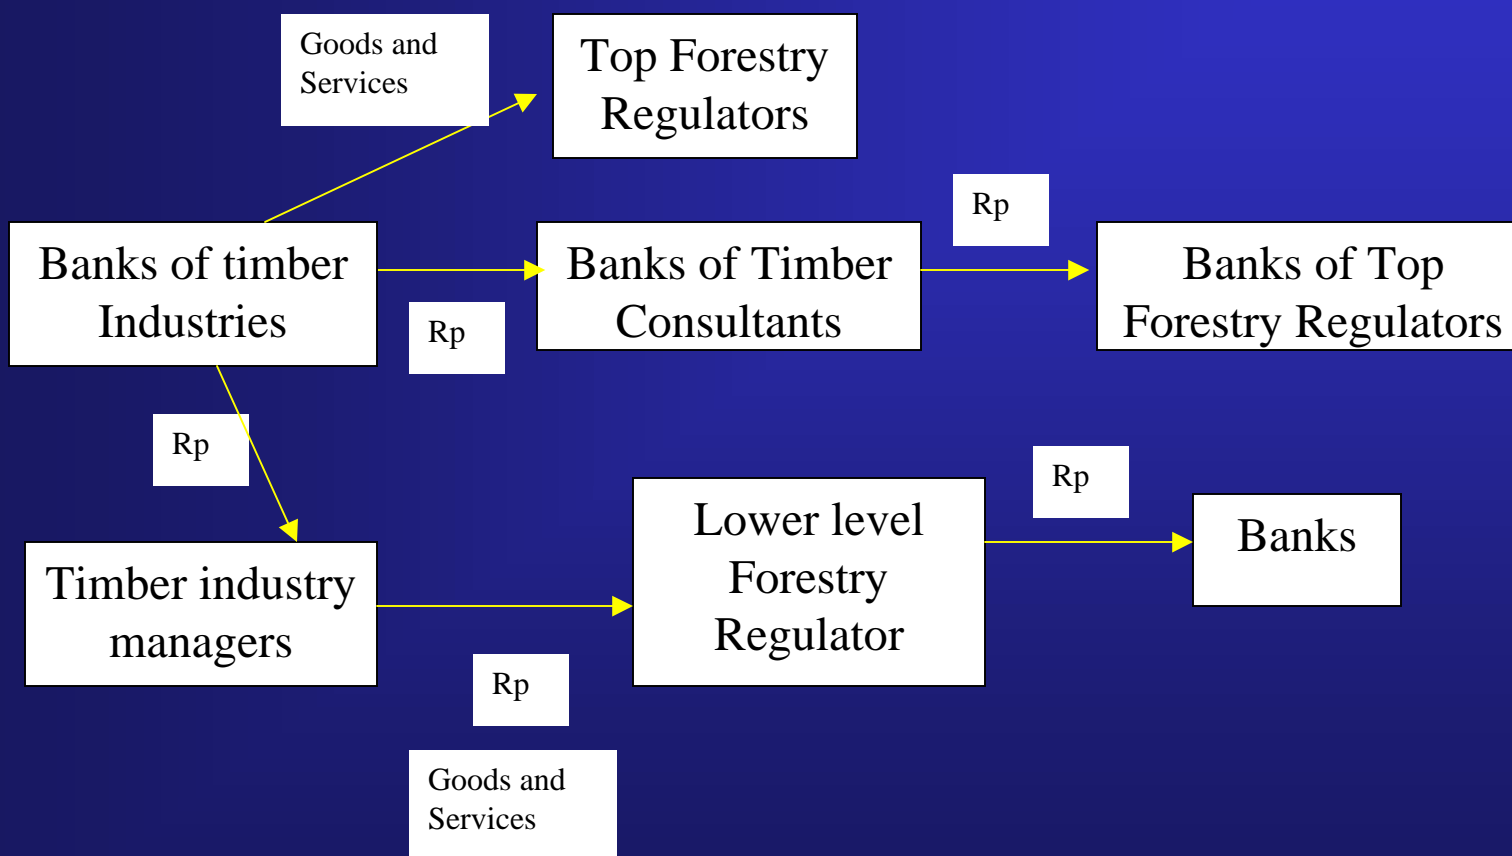 Goods and
Services
Top Forestry
Regulators
Rp
Banks of timber
Industries
Banks of Timber
Consultants
Banks of Top
Forestry Regulators
Rp
Rp
Rp
Lower level
Forestry
Regulator
Banks
Timber industry
managers
Rp
Goods and
Services